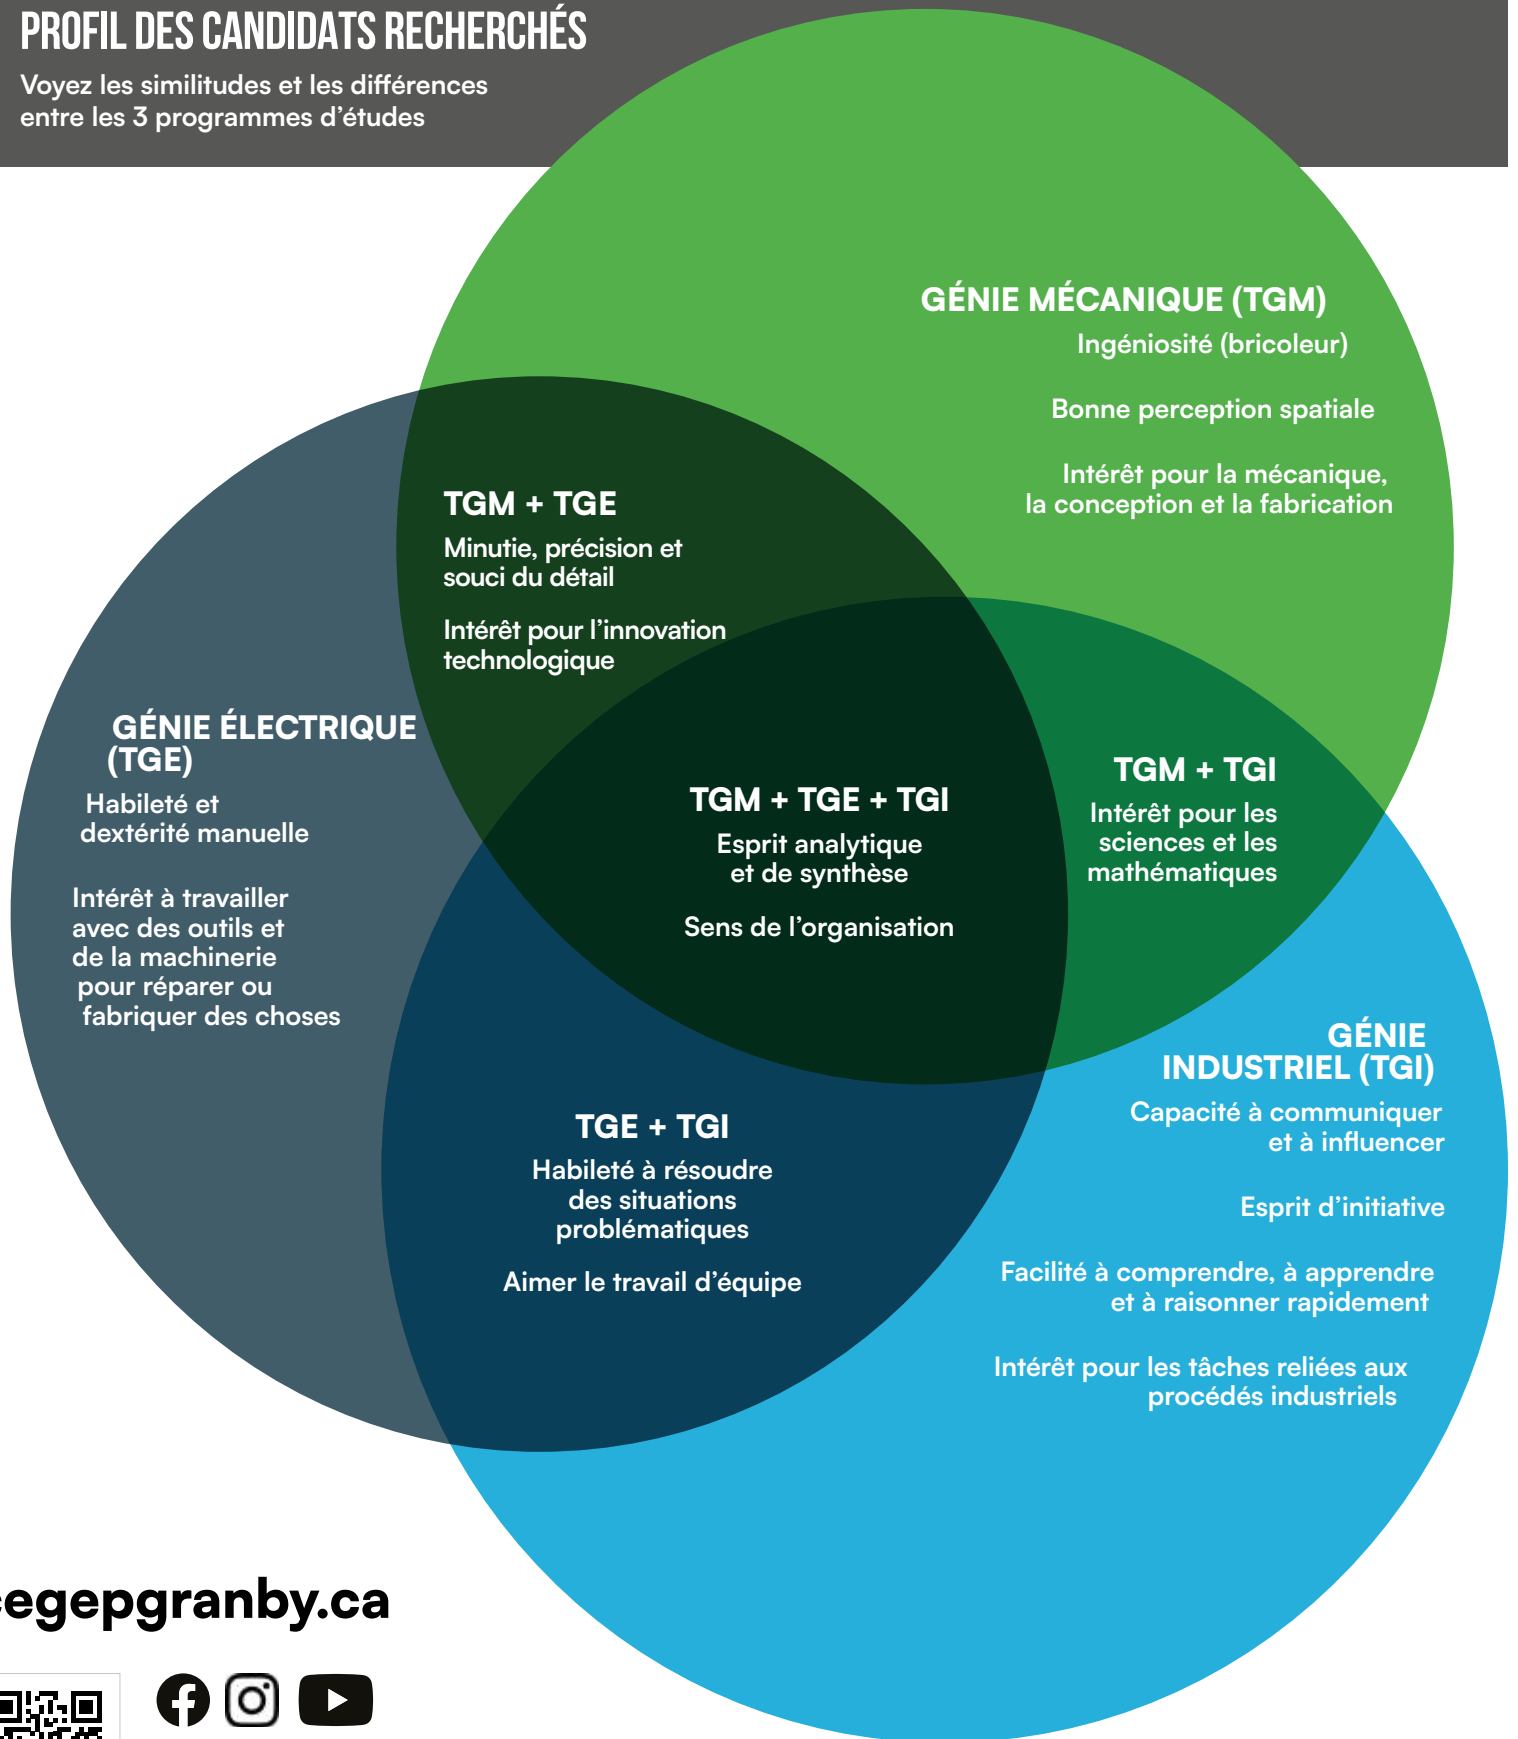 PROFIL DES CANDIDATS RECHERCHÉS
Voyez les similitudes et les différences
entre les 3 programmes d'études
GÉNIE MÉCANIQUE (TGM)
Ingéniosité (bricoleur)
Bonne perception spatiale
Intérêt pour la mécanique,
la conception et la fabrication
TGM + TGE
Minutie, précision et
souci du détail
Intérêt pour l'innovation
technologique
GÉNIE ÉLECTRIQUE
(TGE)
Habileté et
dextérité manuelle
Intérêt à travailler
avec des outils et
de la machinerie
pour réparer ou
fabriquer des choses
TGM + TGE + TGI
Esprit analytique
et de synthèse
Sens de l'organisation
TGM + TGI
Intérêt pour les
sciences et les
mathématiques
GÉNIE
INDUSTRIEL (TGI)
Capacité à communiquer
et à influencer
Esprit d'initiative
Facilité à comprendre, à apprendre
et à raisonner rapidement
Intérêt pour les tâches reliées aux
procédés industriels
TGE + TGI
Habileté à résoudre
des situations
problématiques
Aimer le travail d'équipe
cegepgranby.ca